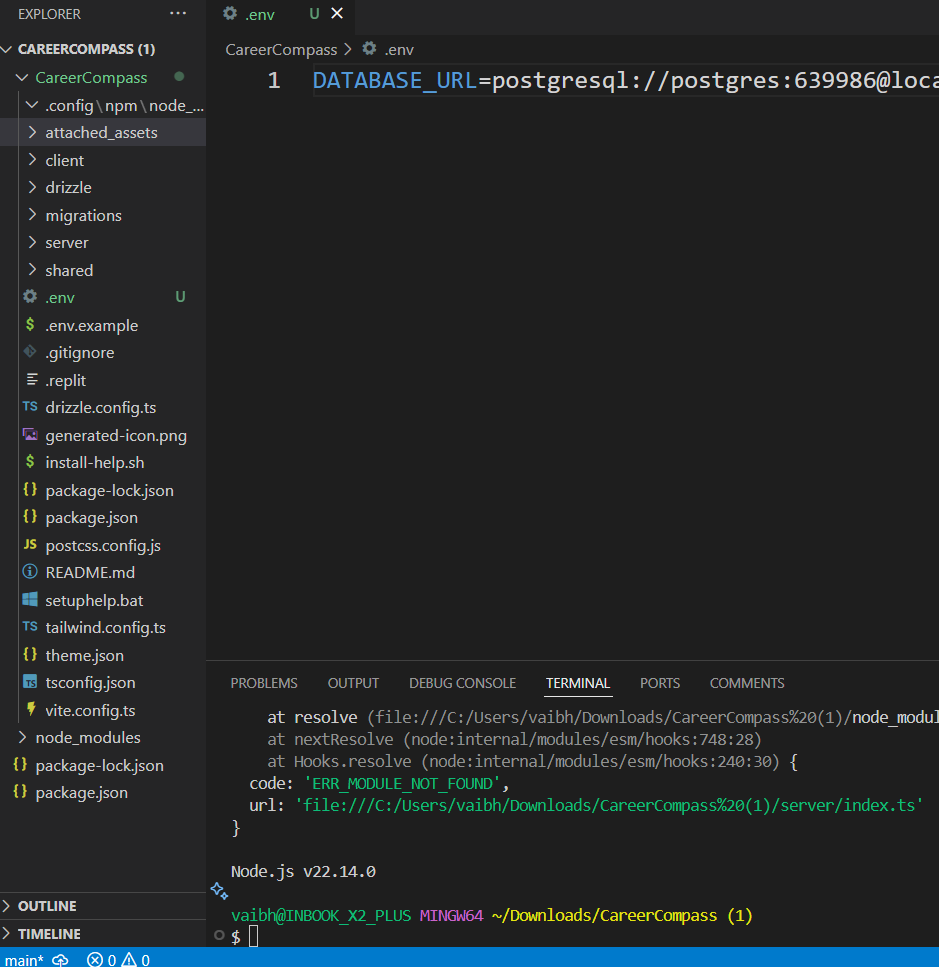 EXPLORER
CAREERCOMPASS (1)
CareerCompass
.config\npm\node_...
attached_assets
client
drizzle
migrations
server
shared
.env U
.env.example
.gitignore
.replit
TS drizzle.config.ts
generated-icon.png
$ install-help.sh
{} package-lock.json
{} package.json
JS postcss.config.js
README.md
setuphelp.bat
TS tailwind.config.ts
{} theme.json
TS tsconfig.json
vite.config.ts
node_modules
{} package-lock.json
{} package.json
OUTLINE
TIMELINE
main* 0 0
.env U
CareerCompass > .env
1 DATABASE_URL=postgresql://postgres:639986@loca
PROBLEMS OUTPUT DEBUG CONSOLE TERMINAL PORTS COMMENTS
at resolve (file:///C:/Users/vaibh/Downloads/CareerCompass%20(1)/node_modul
at nextResolve (node:internal/modules/esm/hooks:748:28)
at Hooks.resolve (node:internal/modules/esm/hooks:240:30) {
code: 'ERR_MODULE_NOT_FOUND',
url: 'file:///C:/Users/vaibh/Downloads/CareerCompass%20(1)/server/index.ts'
}
Node.js v22.14.0
vaibh@INBOOK_X2_PLUS MINGW64 ~/Downloads/CareerCompass (1)
$